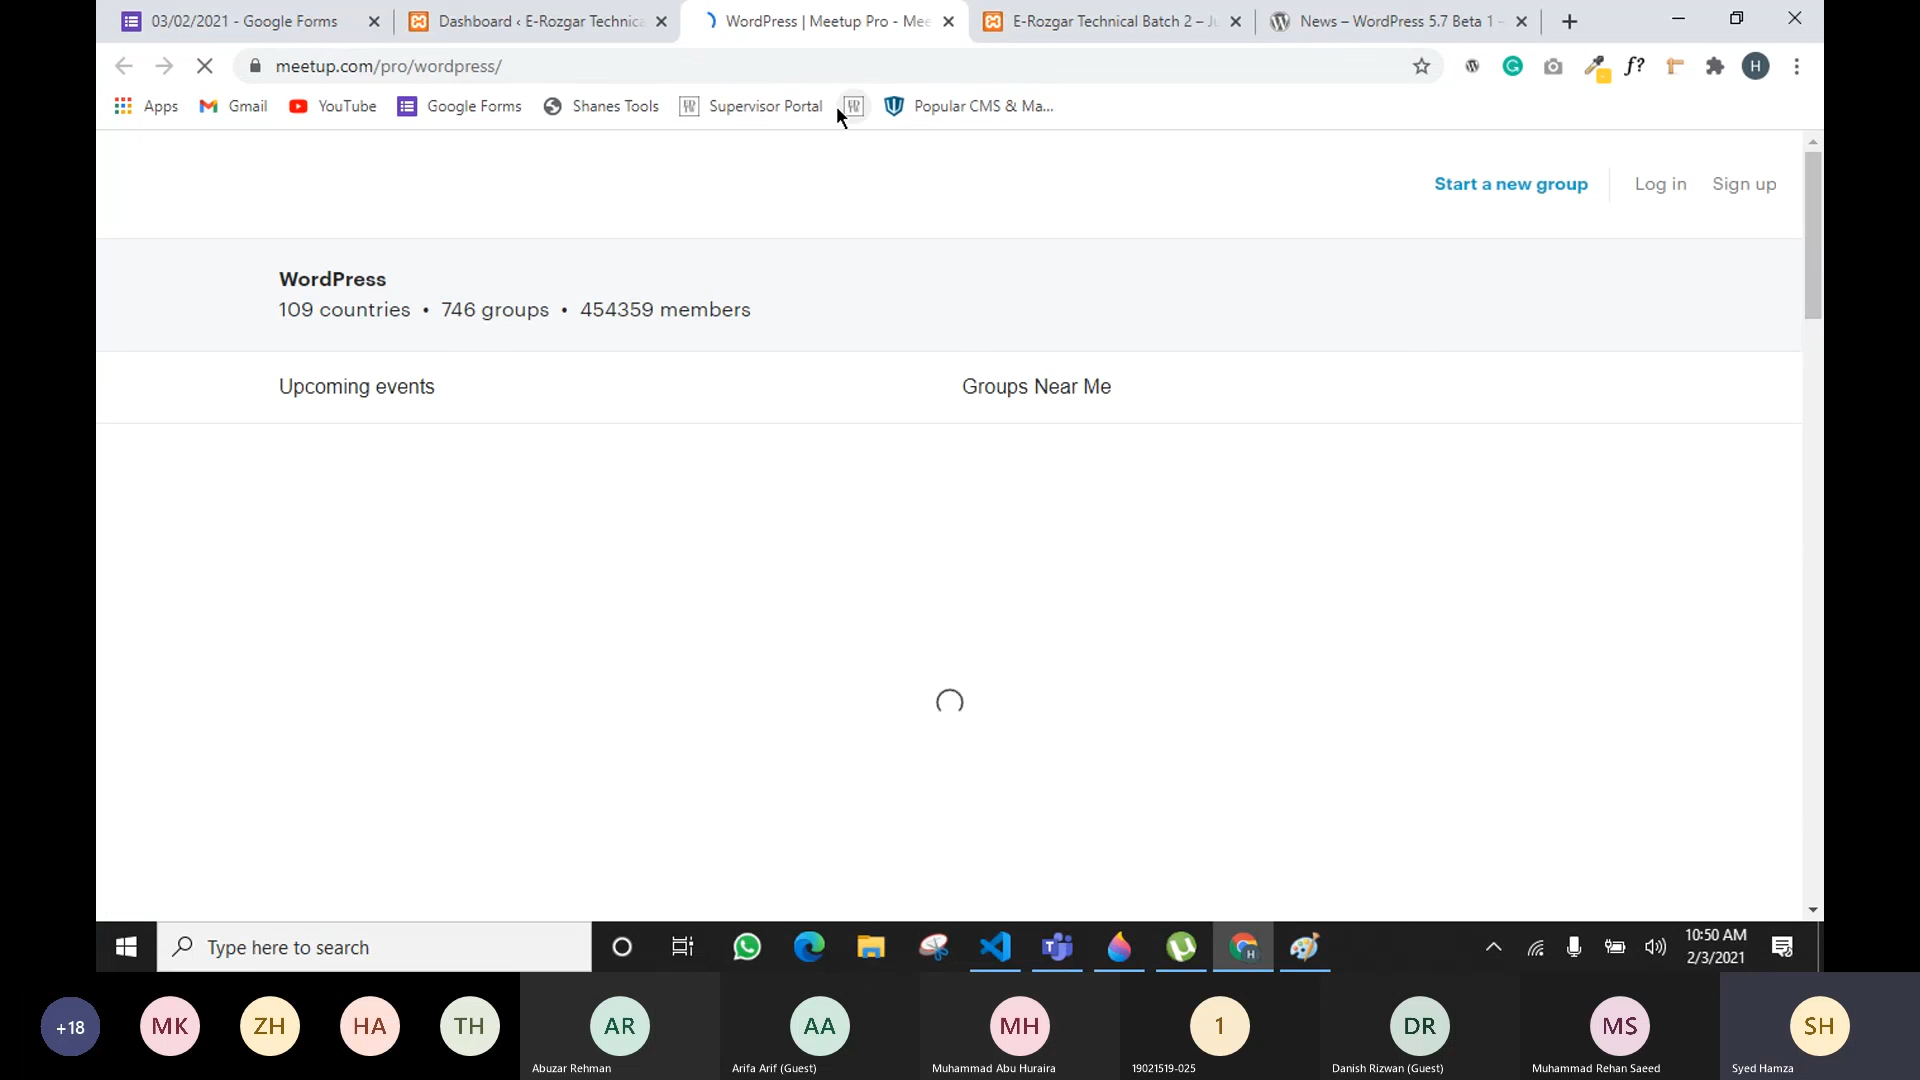 03/02/2021 - Google Forms
Dashboard ‹ E-Rozgar Technica
WordPress | Meetup Pro - Mee
E-Rozgar Technical Batch 2 – Ju
News – WordPress 5.7 Beta 1 –
meetup.com/pro/wordpress/
f?
H
Apps
Gmail
YouTube
Google Forms
Shanes Tools
Supervisor Portal
Popular CMS & Ma...
Start a new group
Log in
Sign up
WordPress
109 countries • 746 groups • 454359 members
Upcoming events
Groups Near Me
Type here to search
10:50 AM
2/3/2021
+18
MK
ZH
HA
TH
AR
AA
MH
1
DR
MS
SH
Abuzar Rehman
Arifa Arif (Guest)
Muhammad Abu Huraira
19021519-025
Danish Rizwan (Guest)
Muhammad Rehan Saeed
Syed Hamza